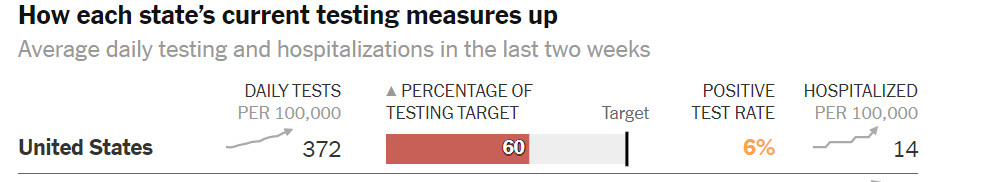 How each state's current testing measures up
Average daily testing and hospitalizations in the last two weeks
DAILY TESTS ▲ PERCENTAGE OF POSITIVE HOSPITALIZED
PER 100,000 TESTING TARGET Target TEST RATE PER 100,000
United States 372 60 6% 14